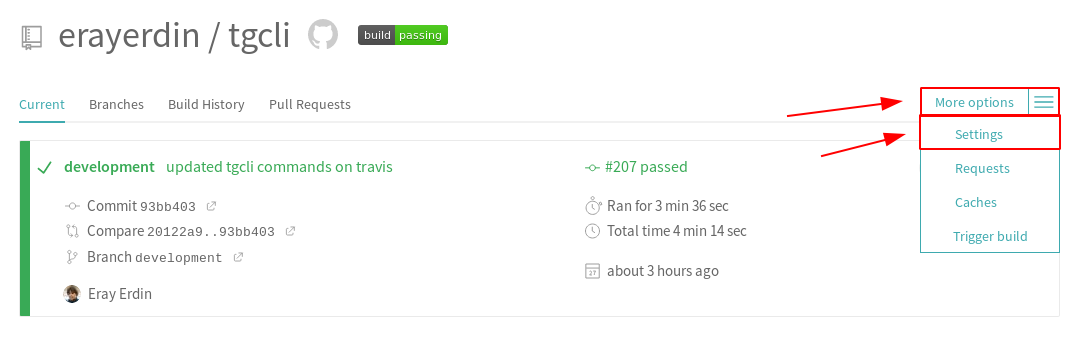 erayerdin / tgcli build passing
Current Branches Build History Pull Requests More options
Settings
Requests
Caches
Trigger build
development updated tgcli commands on travis
Commit 93bb403
Compare 20122a9..93bb403
Branch development
Eray Erdin
#207 passed
Ran for 3 min 36 sec
Total time 4 min 14 sec
27
about 3 hours ago